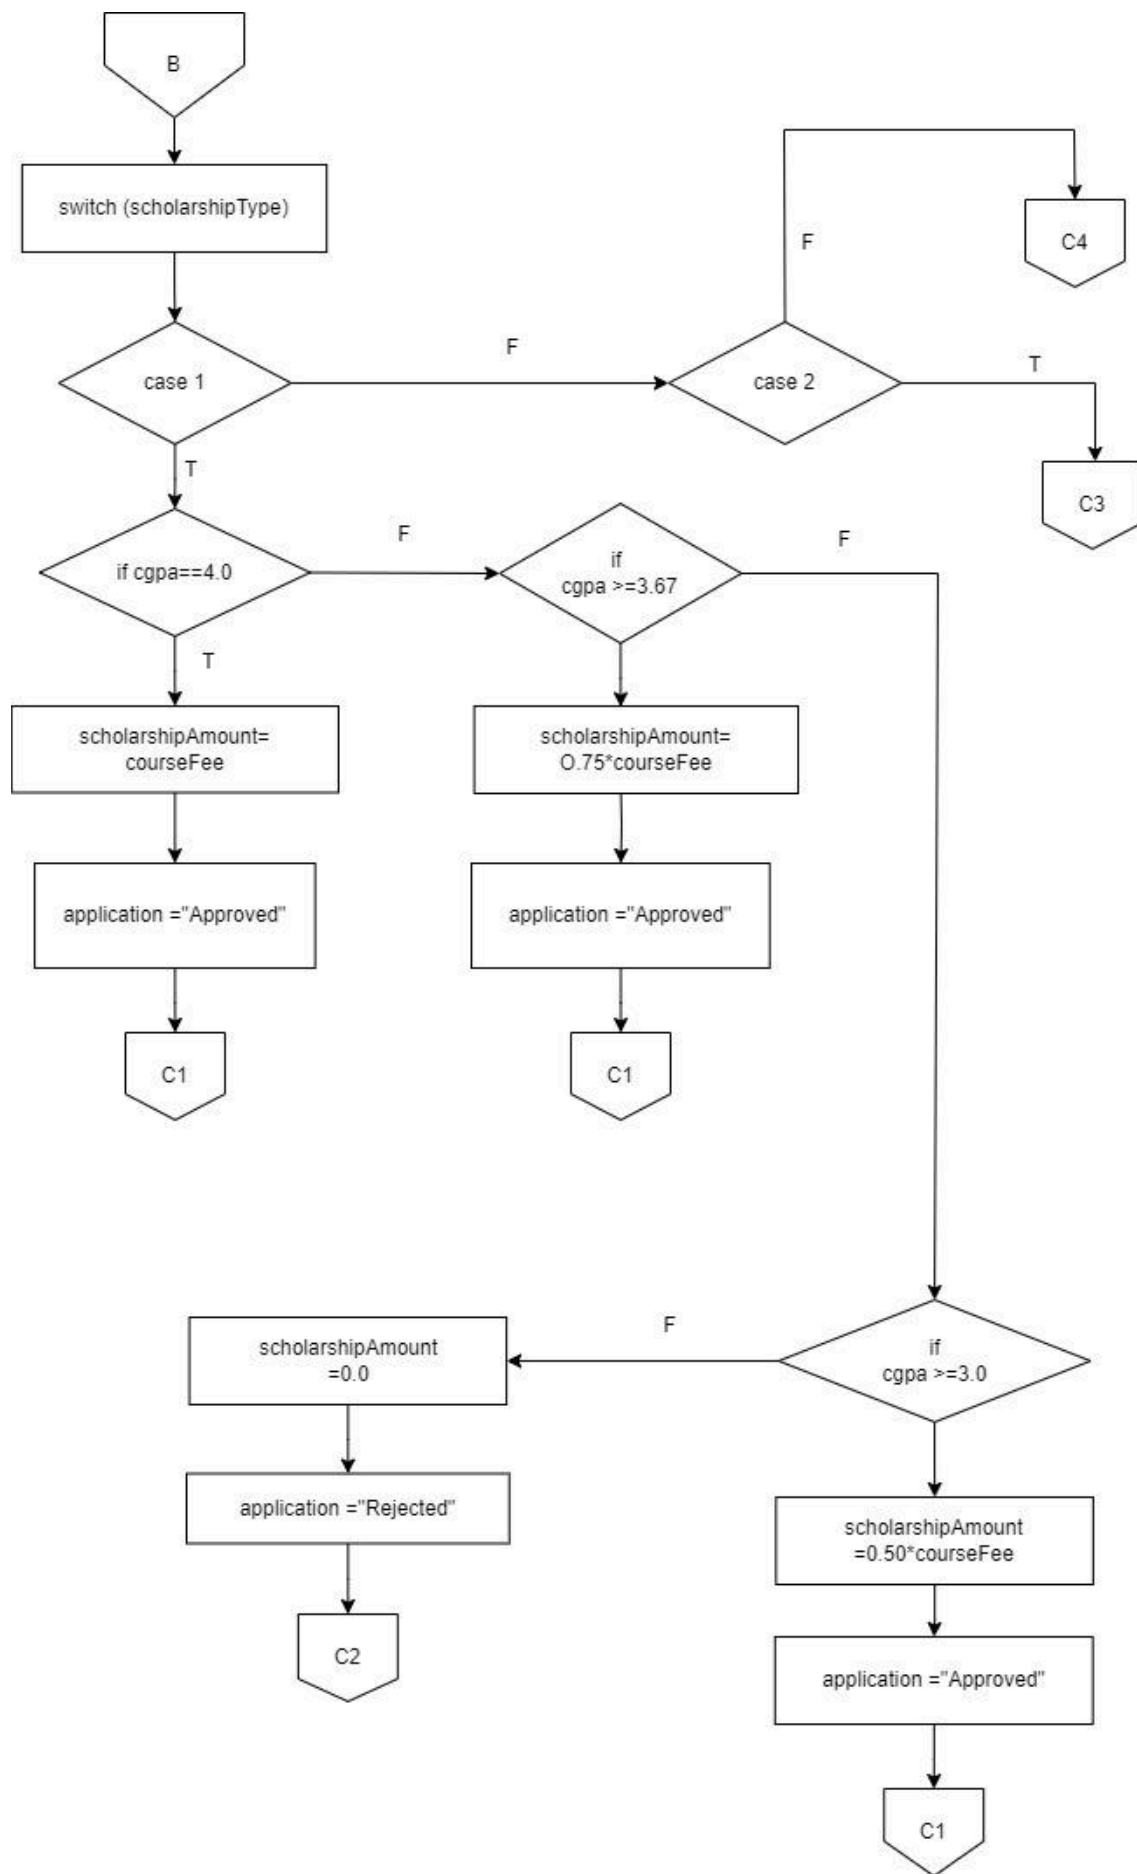 B
switch (scholarshipType)
F
C4
case 1
F
case 2
T
C3
T
if cgpa==4.0
F
if
cgpa >=3.67
F
T
scholarshipAmount=
courseFee
scholarshipAmount=
O.75*courseFee
application ="Approved"
application ="Approved"
C1
C1
scholarshipAmount
=0.0
F
if
cgpa >=3.0
application ="Rejected"
scholarshipAmount
=0.50*courseFee
C2
application ="Approved"
C1